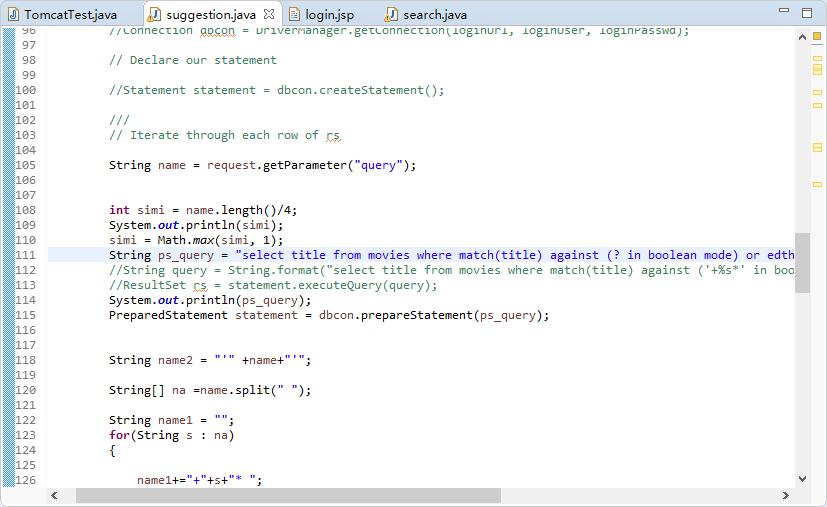 TomcatTest.java suggestion.java login.jsp search.java
96 //Connection dbcon = DriverManager.getConnection(loginUrl, loginUser, loginPasswd);
97
98 // Declare our statement
99
100 //Statement statement = dbcon.createStatement();
101
102 ///
103 // Iterate through each row of rs
104
105 String name = request.getParameter("query");
106
107
108 int simi = name.length()/4;
109 System.out.println(simi);
110 simi = Math.max(simi, 1);
111 String ps_query = "select title from movies where match(title) against (? in boolean mode) or edth
112 //String query = String.format("select title from movies where match(title) against ('+%s*' in boo
113 //ResultSet rs = statement.executeQuery(query);
114 System.out.println(ps_query);
115 PreparedStatement statement = dbcon.prepareStatement(ps_query);
116
117
118 String name2 = "'" +name+"'";
119
120 String[] na =name.split(" ");
121
122 String name1 = "";
123 for(String s : na)
124 {
125
126 name1+="+"+s+"* ";